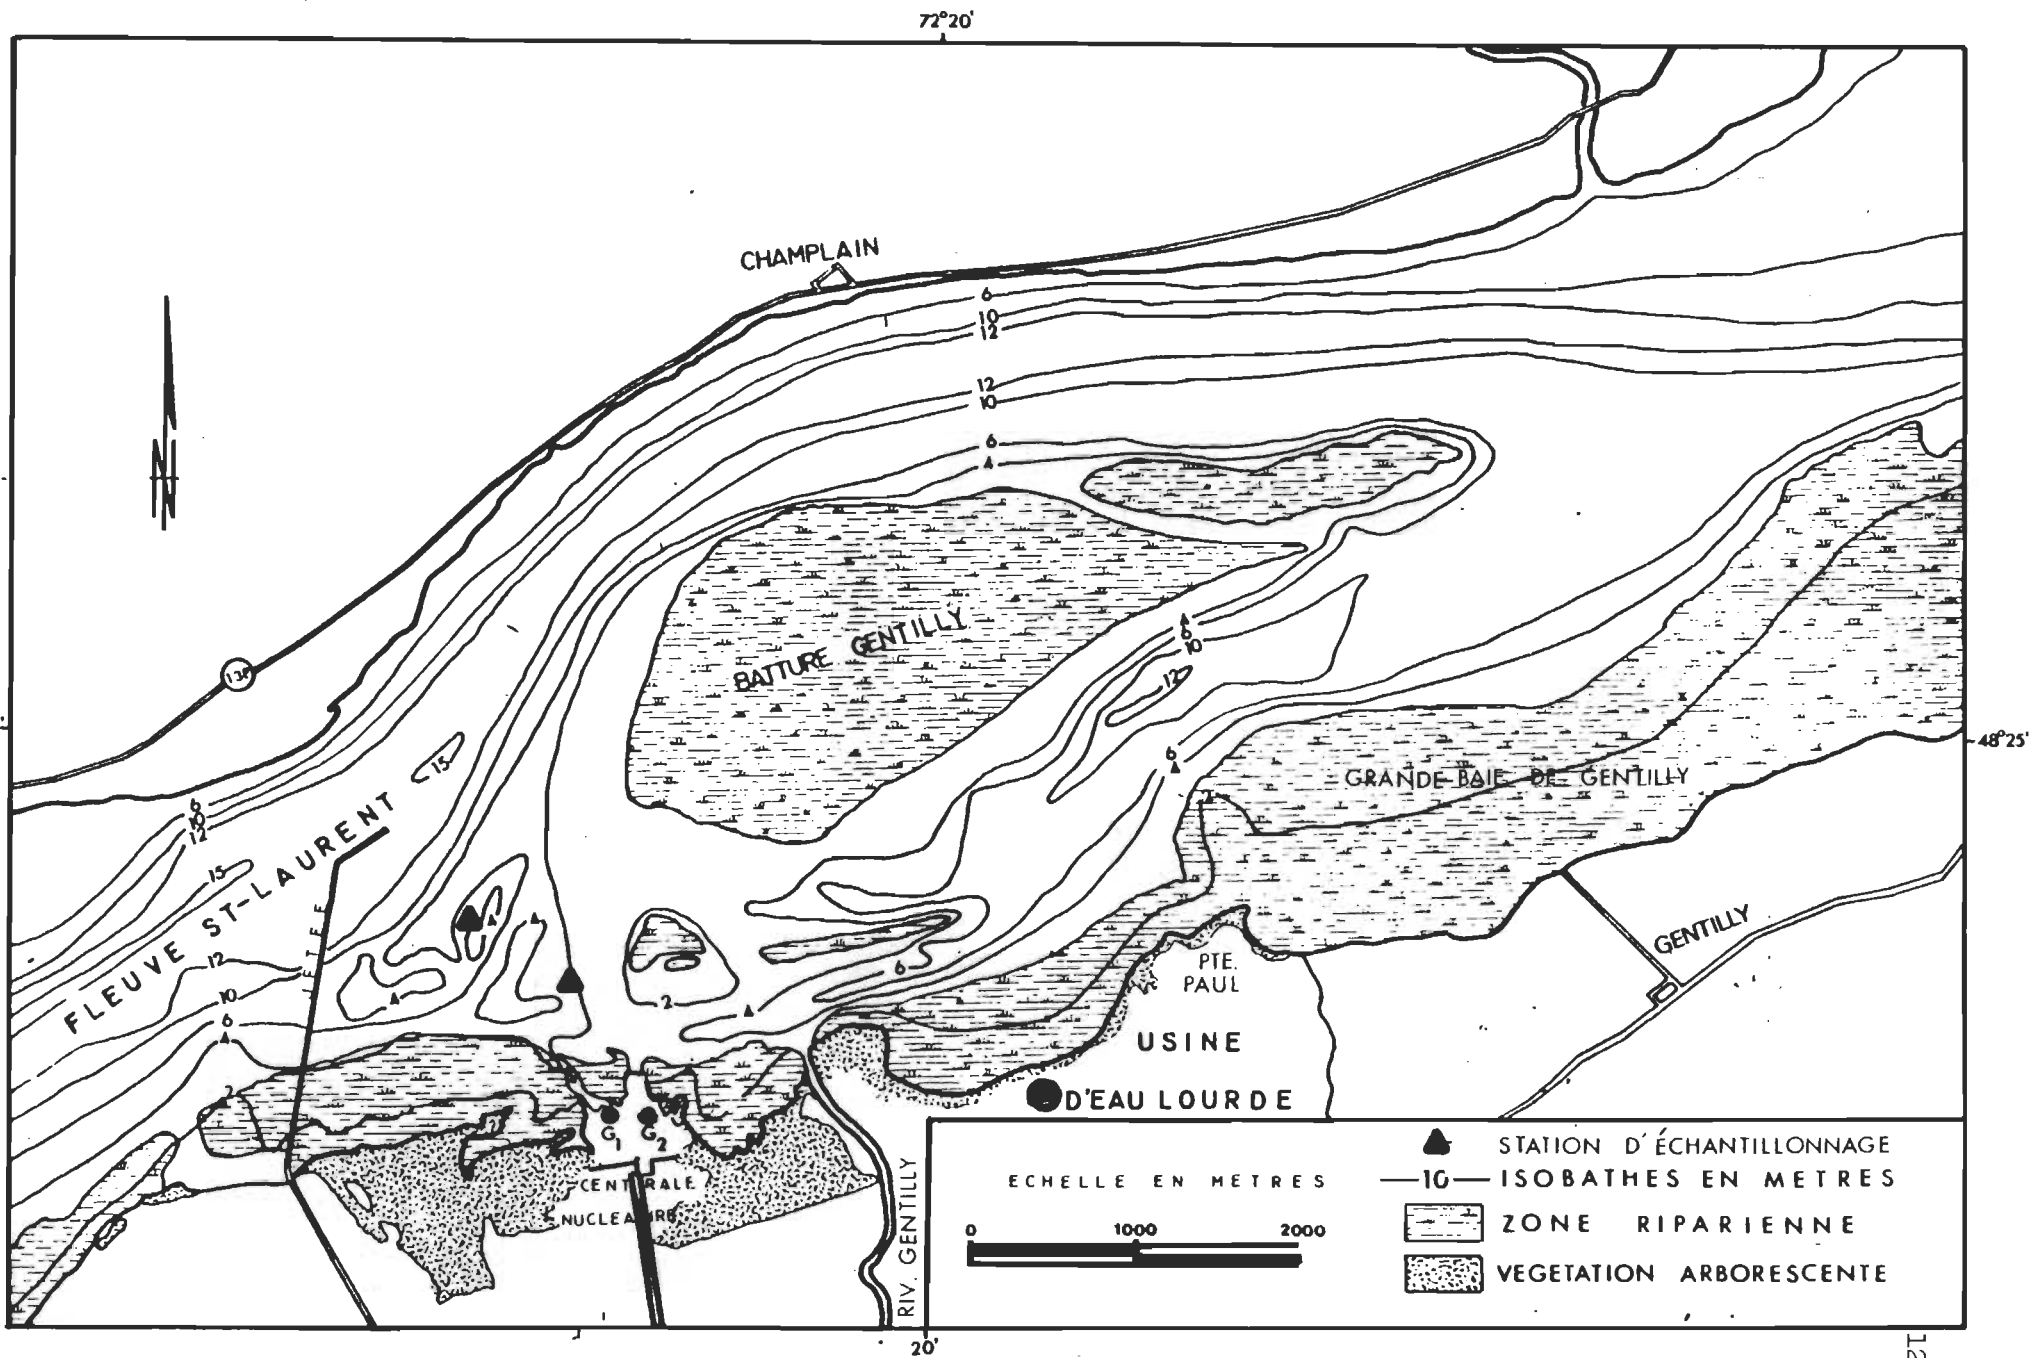 72°20'
CHAMPLAIN
6
10
12
12
10
6
4
N
BATTURE GENTILLY
4
6
10
12
138
15
6
4
48°25'
GRANDE BAIE DE GENTILLY
2
6
10
12
15
FLEUVE ST-LAURENT
JETEE
4
4
12
10
4
6
4
2
4
6
2
PTE.
PAUL
GENTILLY
USINE
D'EAU LOURDE
G1
G2
CENTRALE
NUCLEAIRE
RIV. GENTILLY
ECHELLE EN METRES
0 1000 2000
STATION D'ÉCHANTILLONNAGE
10 ISOBATHES EN METRES
ZONE RIPARIENNE
VEGETATION ARBORESCENTE
20'
12